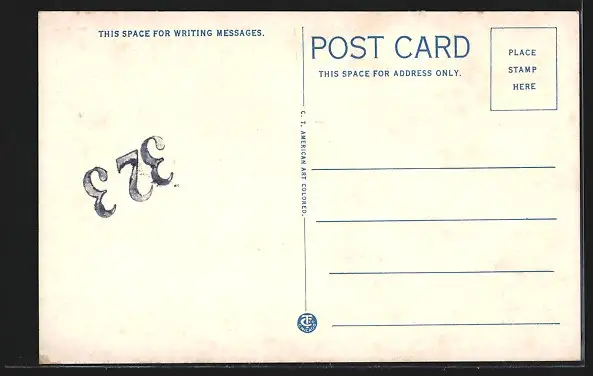 THIS SPACE FOR WRITING MESSAGES.
323
C. T. AMERICAN ART COLORED.
POST CARD
THIS SPACE FOR ADDRESS ONLY.
PLACE
STAMP
HERE